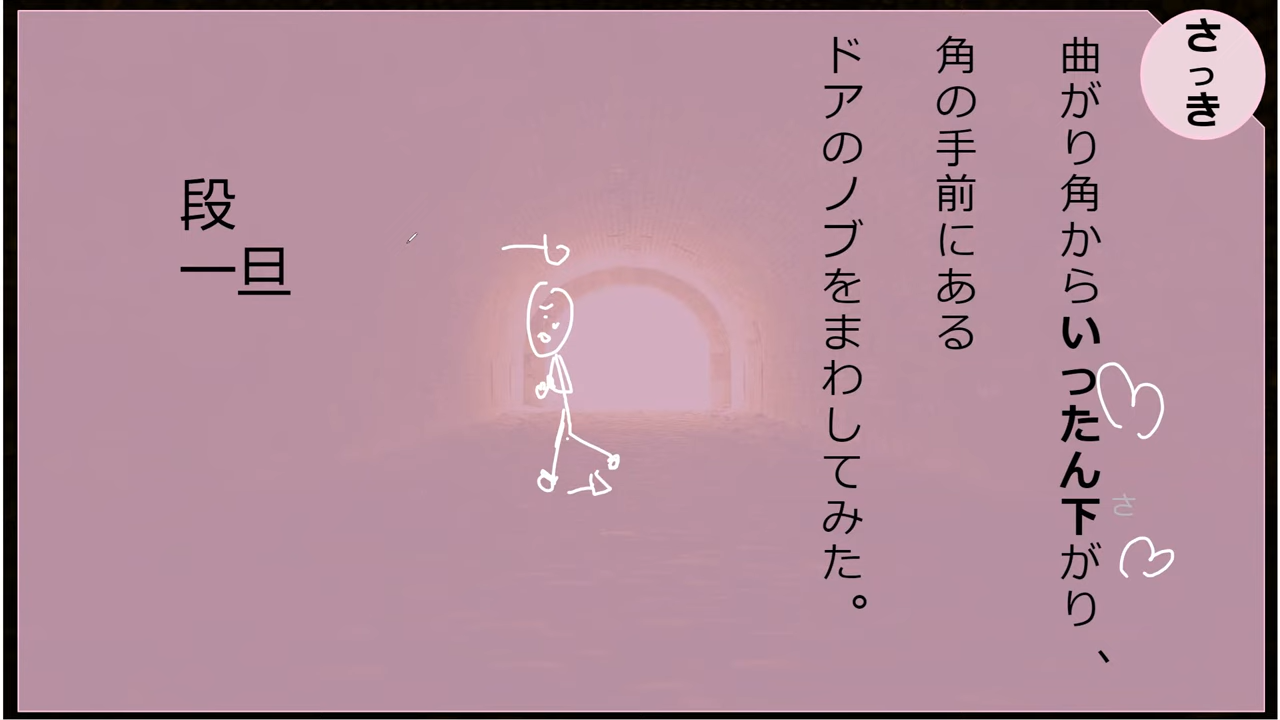 さっき
曲がり角からいったん下がり、
さ
角の手前にある
ドアのノブをまわしてみた。
段
一旦